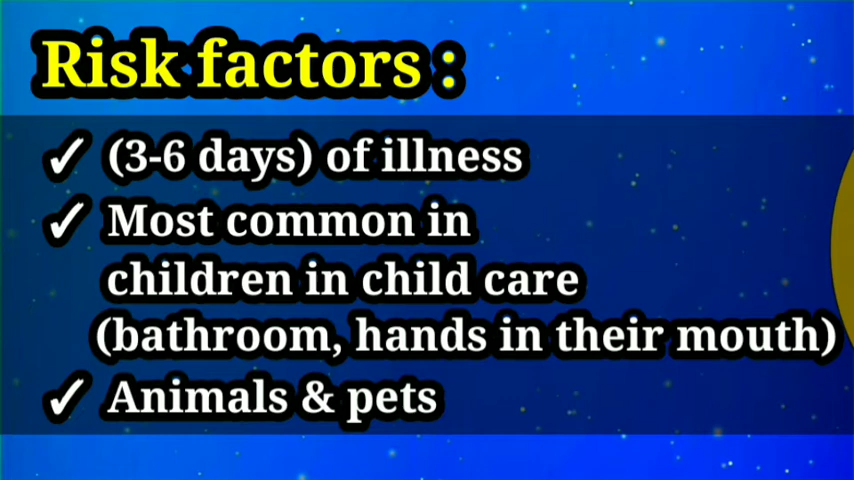 Risk factors :
✓ (3-6 days) of illness
✓ Most common in
children in child care
(bathroom, hands in their mouth)
✓ Animals & pets